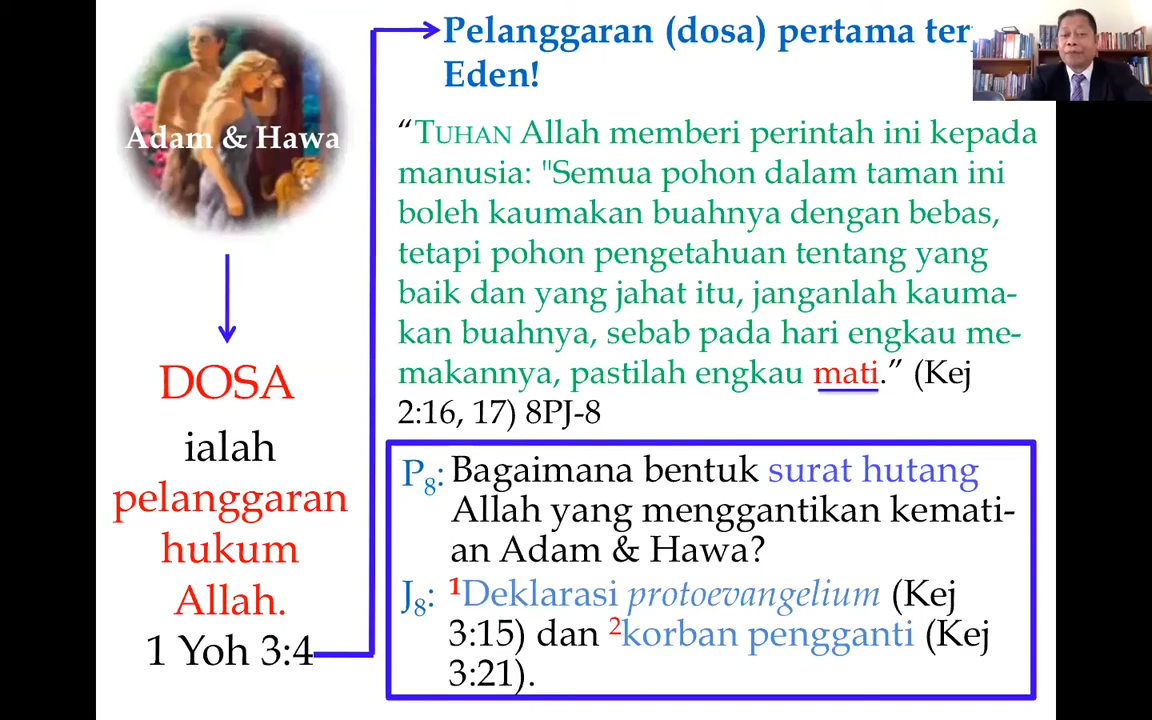 Adam & Hawa
DOSA
ialah
pelanggaran
hukum
Allah.
1 Yoh 3:4
Pelanggaran (dosa) pertama
Eden!
“TUHAN Allah memberi perintah ini kepada
manusia: "Semua pohon dalam taman ini
boleh kaumakan buahnya dengan bebas,
tetapi pohon pengetahuan tentang yang
baik dan yang jahat itu, janganlah kauma-
kan buahnya, sebab pada hari engkau me-
makannya, pastilah engkau mati.” (Kej
2:16, 17) 8PJ-8
P8: Bagaimana bentuk surat hutang
Allah yang menggantikan kemati-
an Adam & Hawa?
J8: 1Deklarasi protoevangelium (Kej
3:15) dan 2korban pengganti (Kej
3:21).